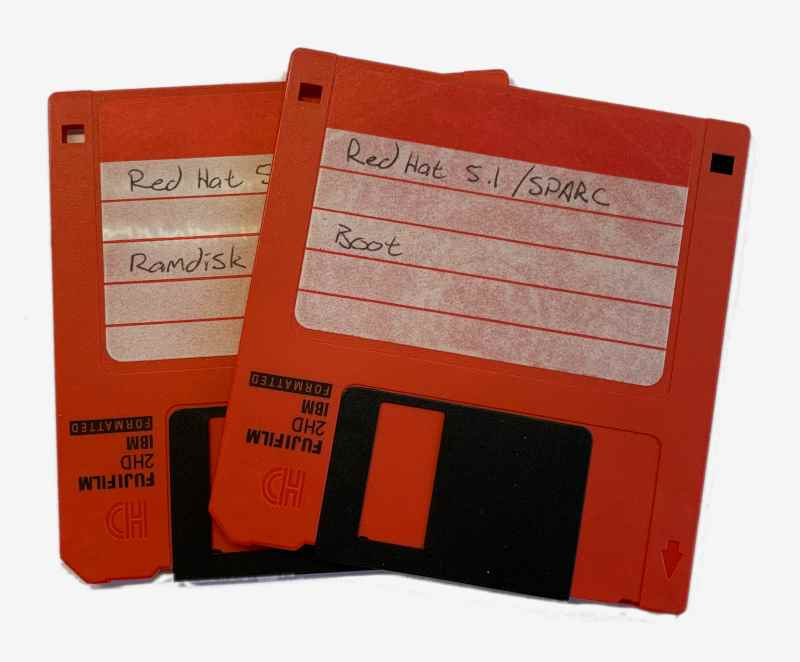 Red Hat 5
Ramdisk
FORMATTED
IBM
2HD
FUJIFILM
HD
Red Hat 5.1 / SPARC
Boot
FORMATTED
IBM
2HD
FUJIFILM
HD